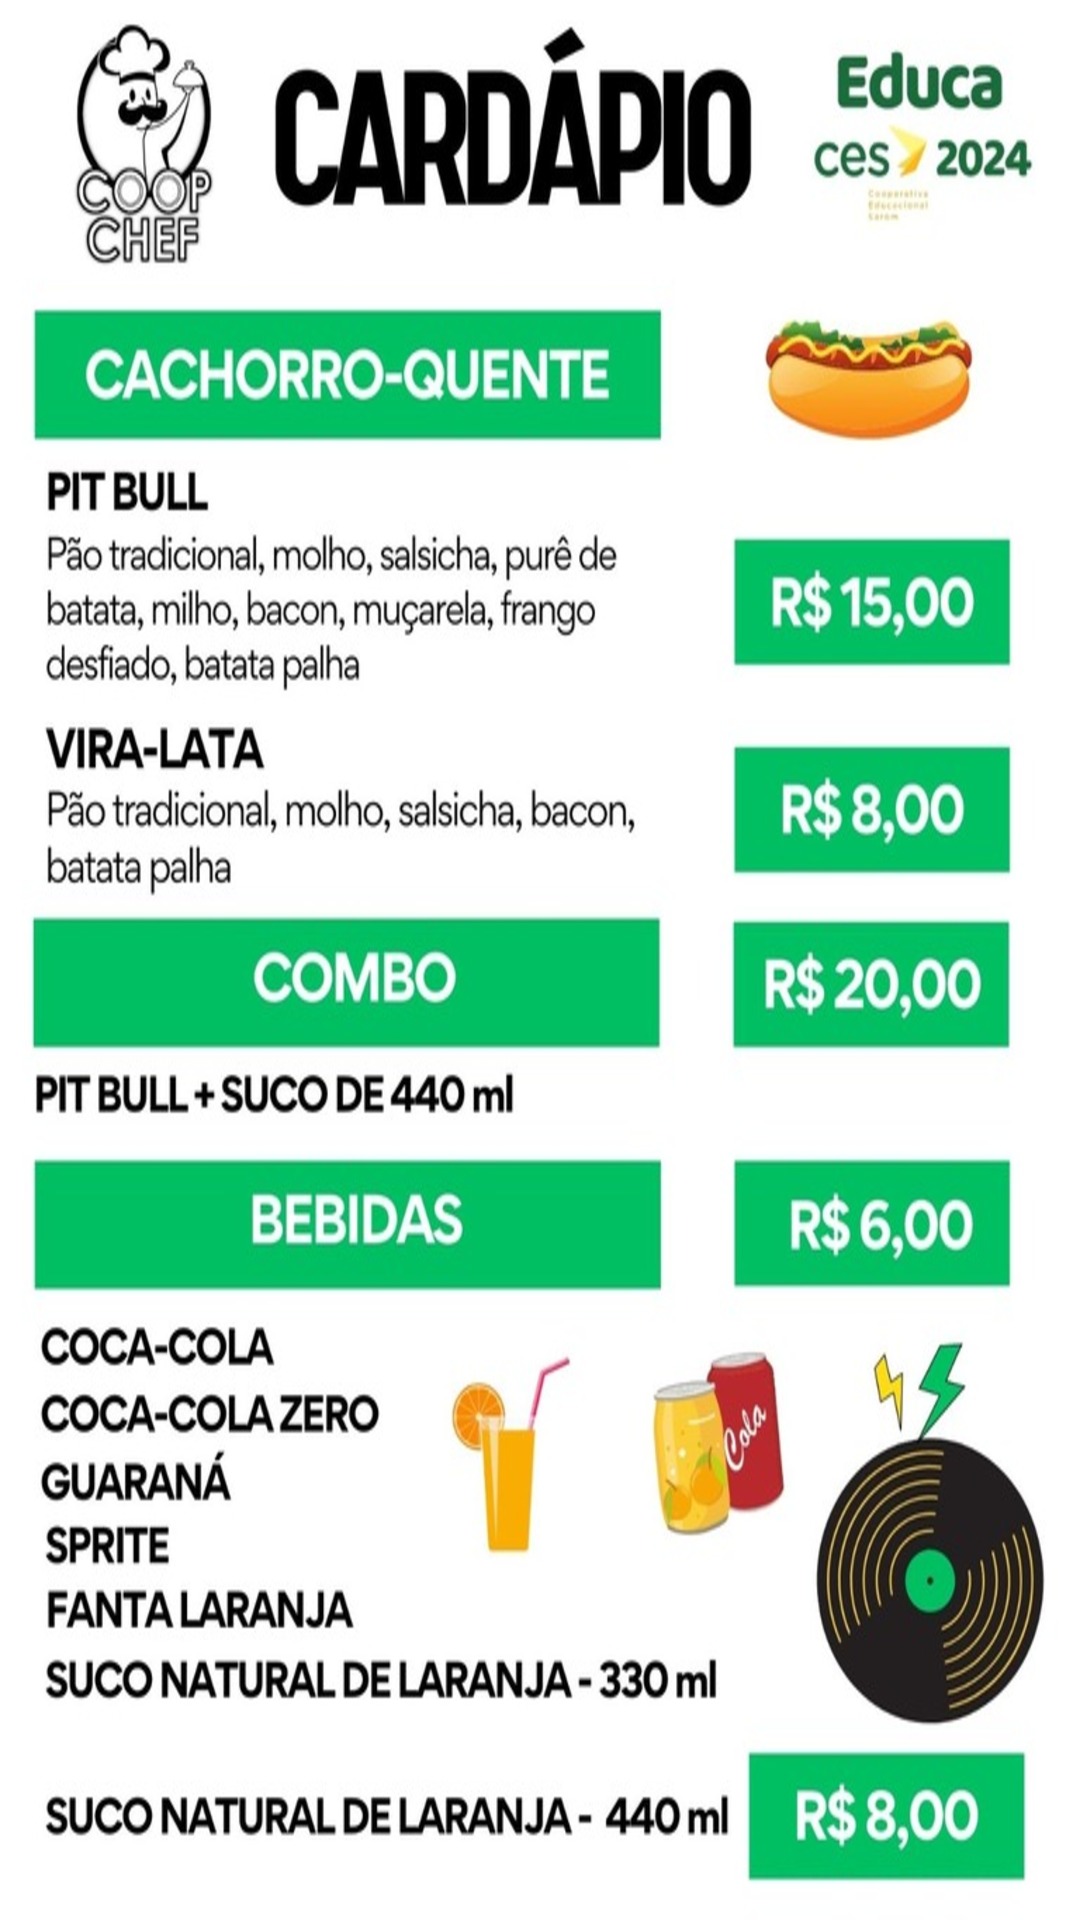 COOP
CHEF
CARDÁPIO
Educa
ces 2024
Cooperativa
Educacional
CACHORRO-QUENTE
PIT BULL
Pão tradicional, molho, salsicha, purê de
batata, milho, bacon, muçarela, frango
desfiado, batata palha
R$ 15,00
VIRA-LATA
Pão tradicional, molho, salsicha, bacon,
batata palha
R$ 8,00
COMBO
R$ 20,00
PIT BULL + SUCO DE 440 ml
BEBIDAS
R$ 6,00
COCA-COLA
COCA-COLA ZERO
GUARANÁ
SPRITE
FANTA LARANJA
Cola
SUCO NATURAL DE LARANJA - 330 ml
SUCO NATURAL DE LARANJA - 440 ml
R$ 8,00